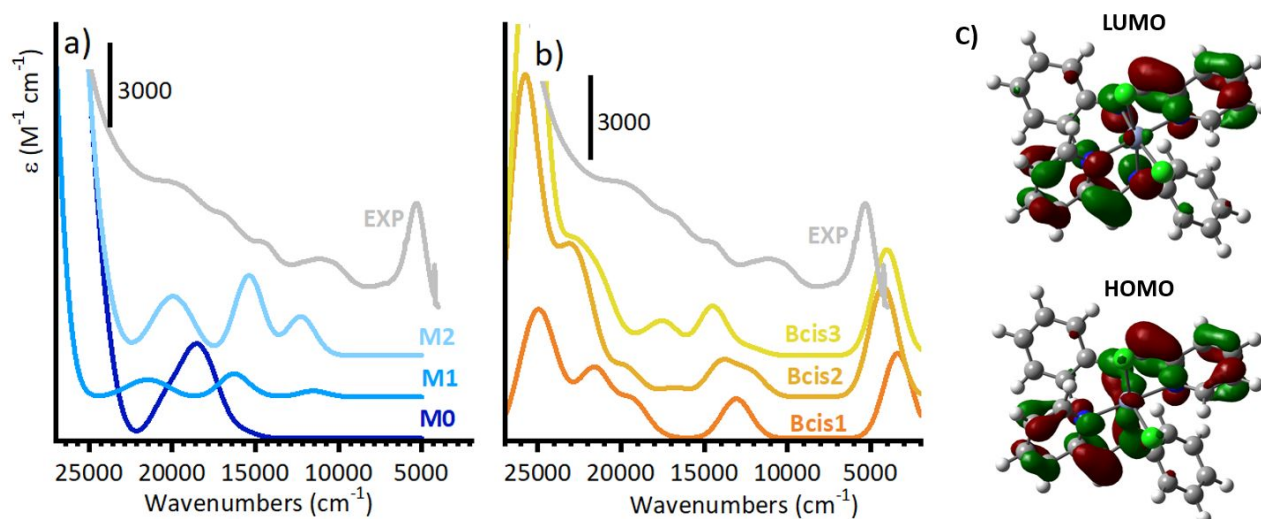 a)
3000
ε (M⁻¹ cm⁻¹)
EXP
M2
M1
M0
25000 20000 15000 10000 5000
Wavenumbers (cm⁻¹)
b)
3000
EXP
Bcis3
Bcis2
Bcis1
25000 20000 15000 10000 5000
Wavenumbers (cm⁻¹)
C)
LUMO
HOMO